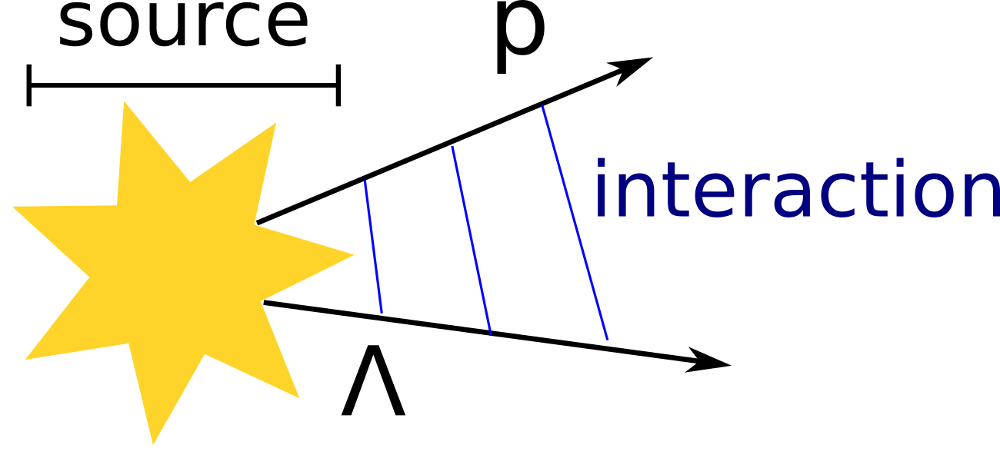 source
p
interaction
Λ